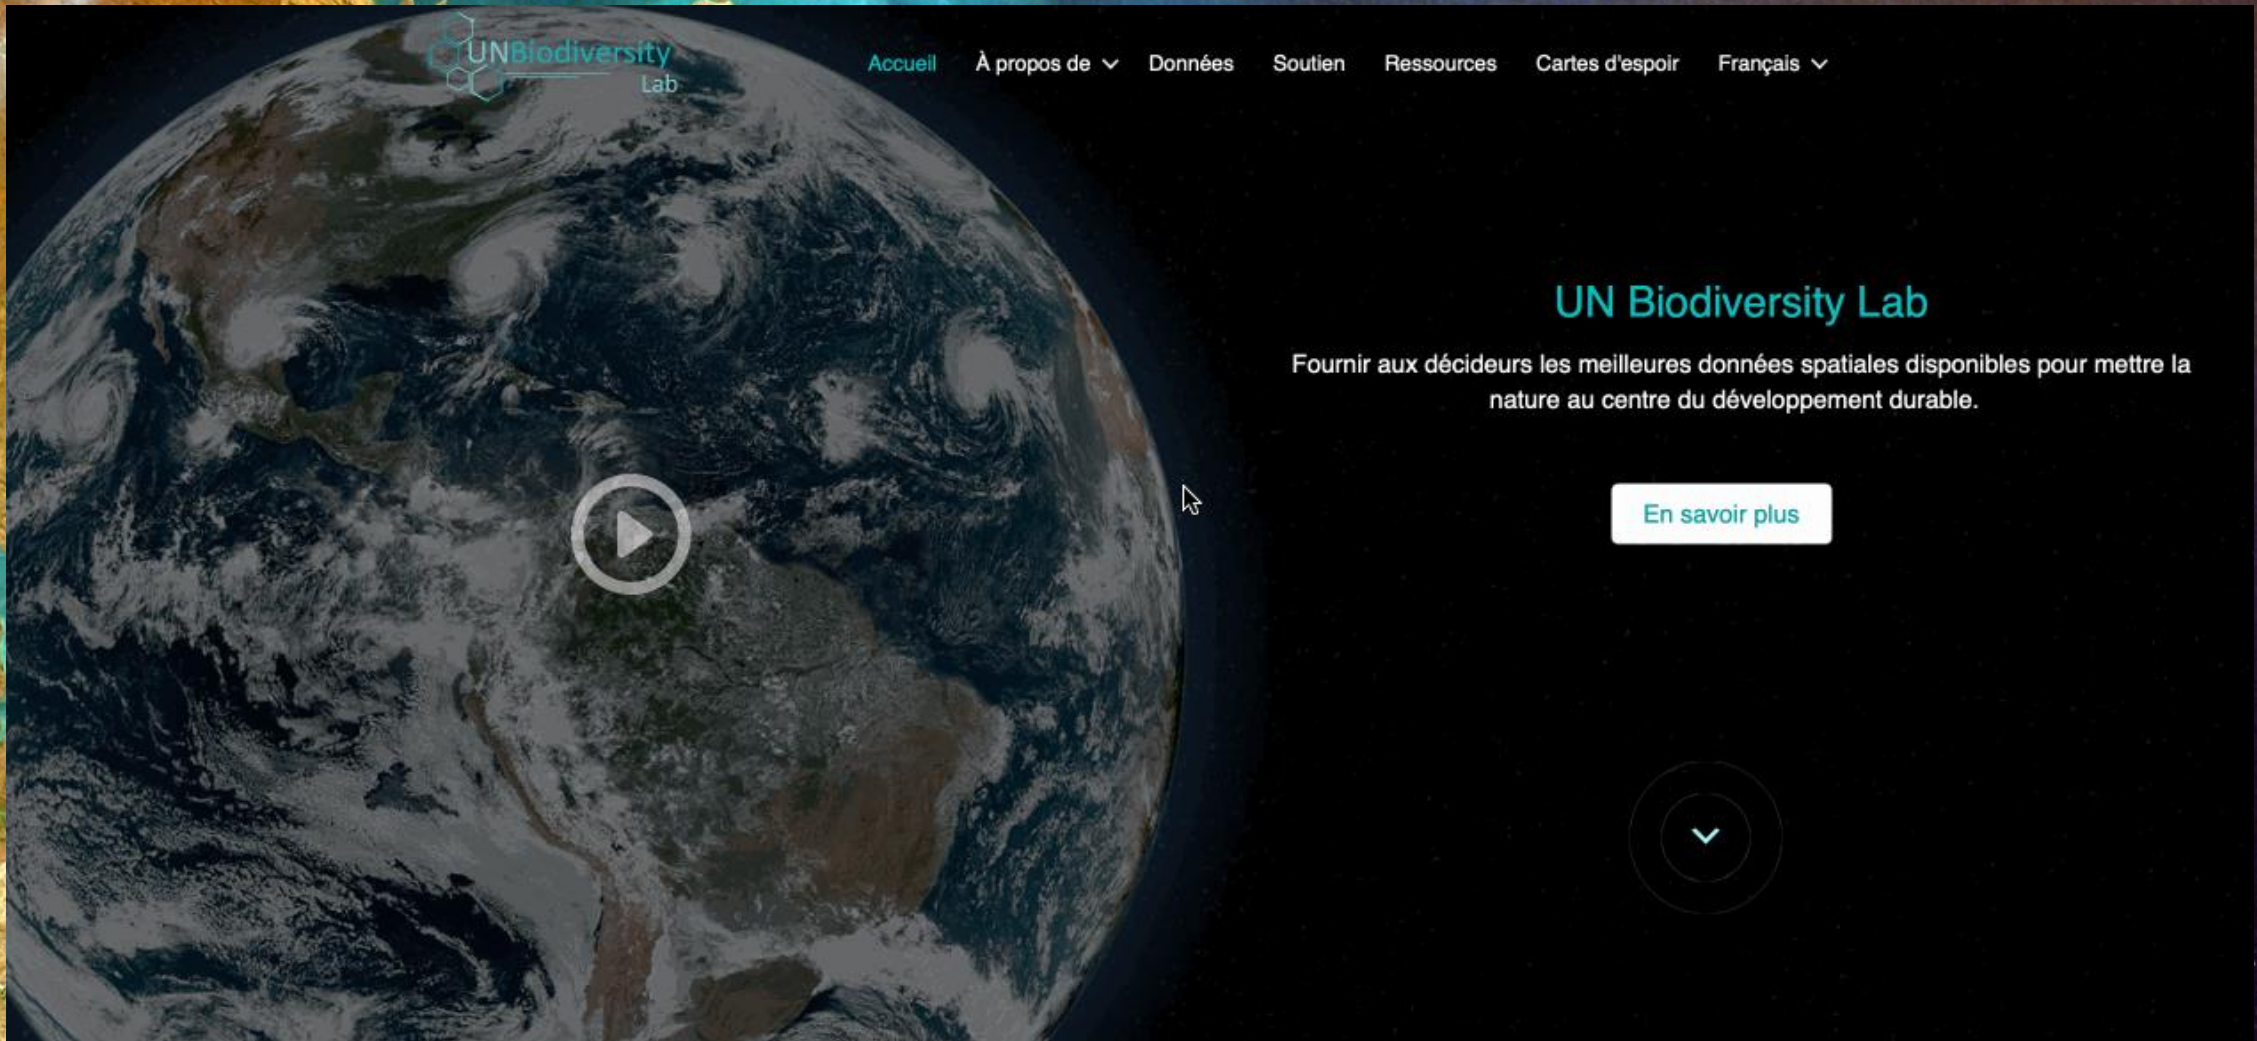 UNBiodiversity
Lab
Accueil
À propos de
Données
Soutien
Ressources
Cartes d'espoir
Français
UN Biodiversity Lab
Fournir aux décideurs les meilleures données spatiales disponibles pour mettre la
nature au centre du développement durable.
En savoir plus